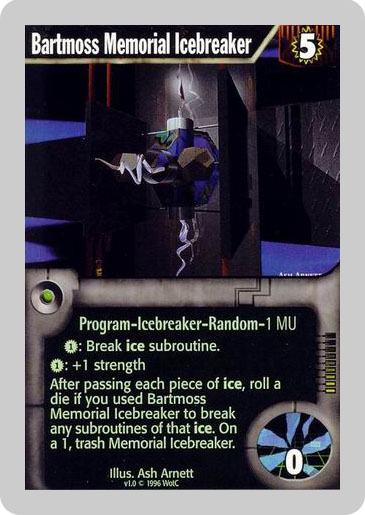 Bartmoss Memorial Icebreaker
5
ASH ARNETT
Program-Icebreaker-Random-1 MU
1: Break ice subroutine.
1: +1 strength
After passing each piece of ice, roll a
die if you used Bartmoss
Memorial Icebreaker to break
any subroutines of that ice. On
a 1, trash Memorial Icebreaker.
0
Illus. Ash Arnett
v1.0 © 1996 WotC